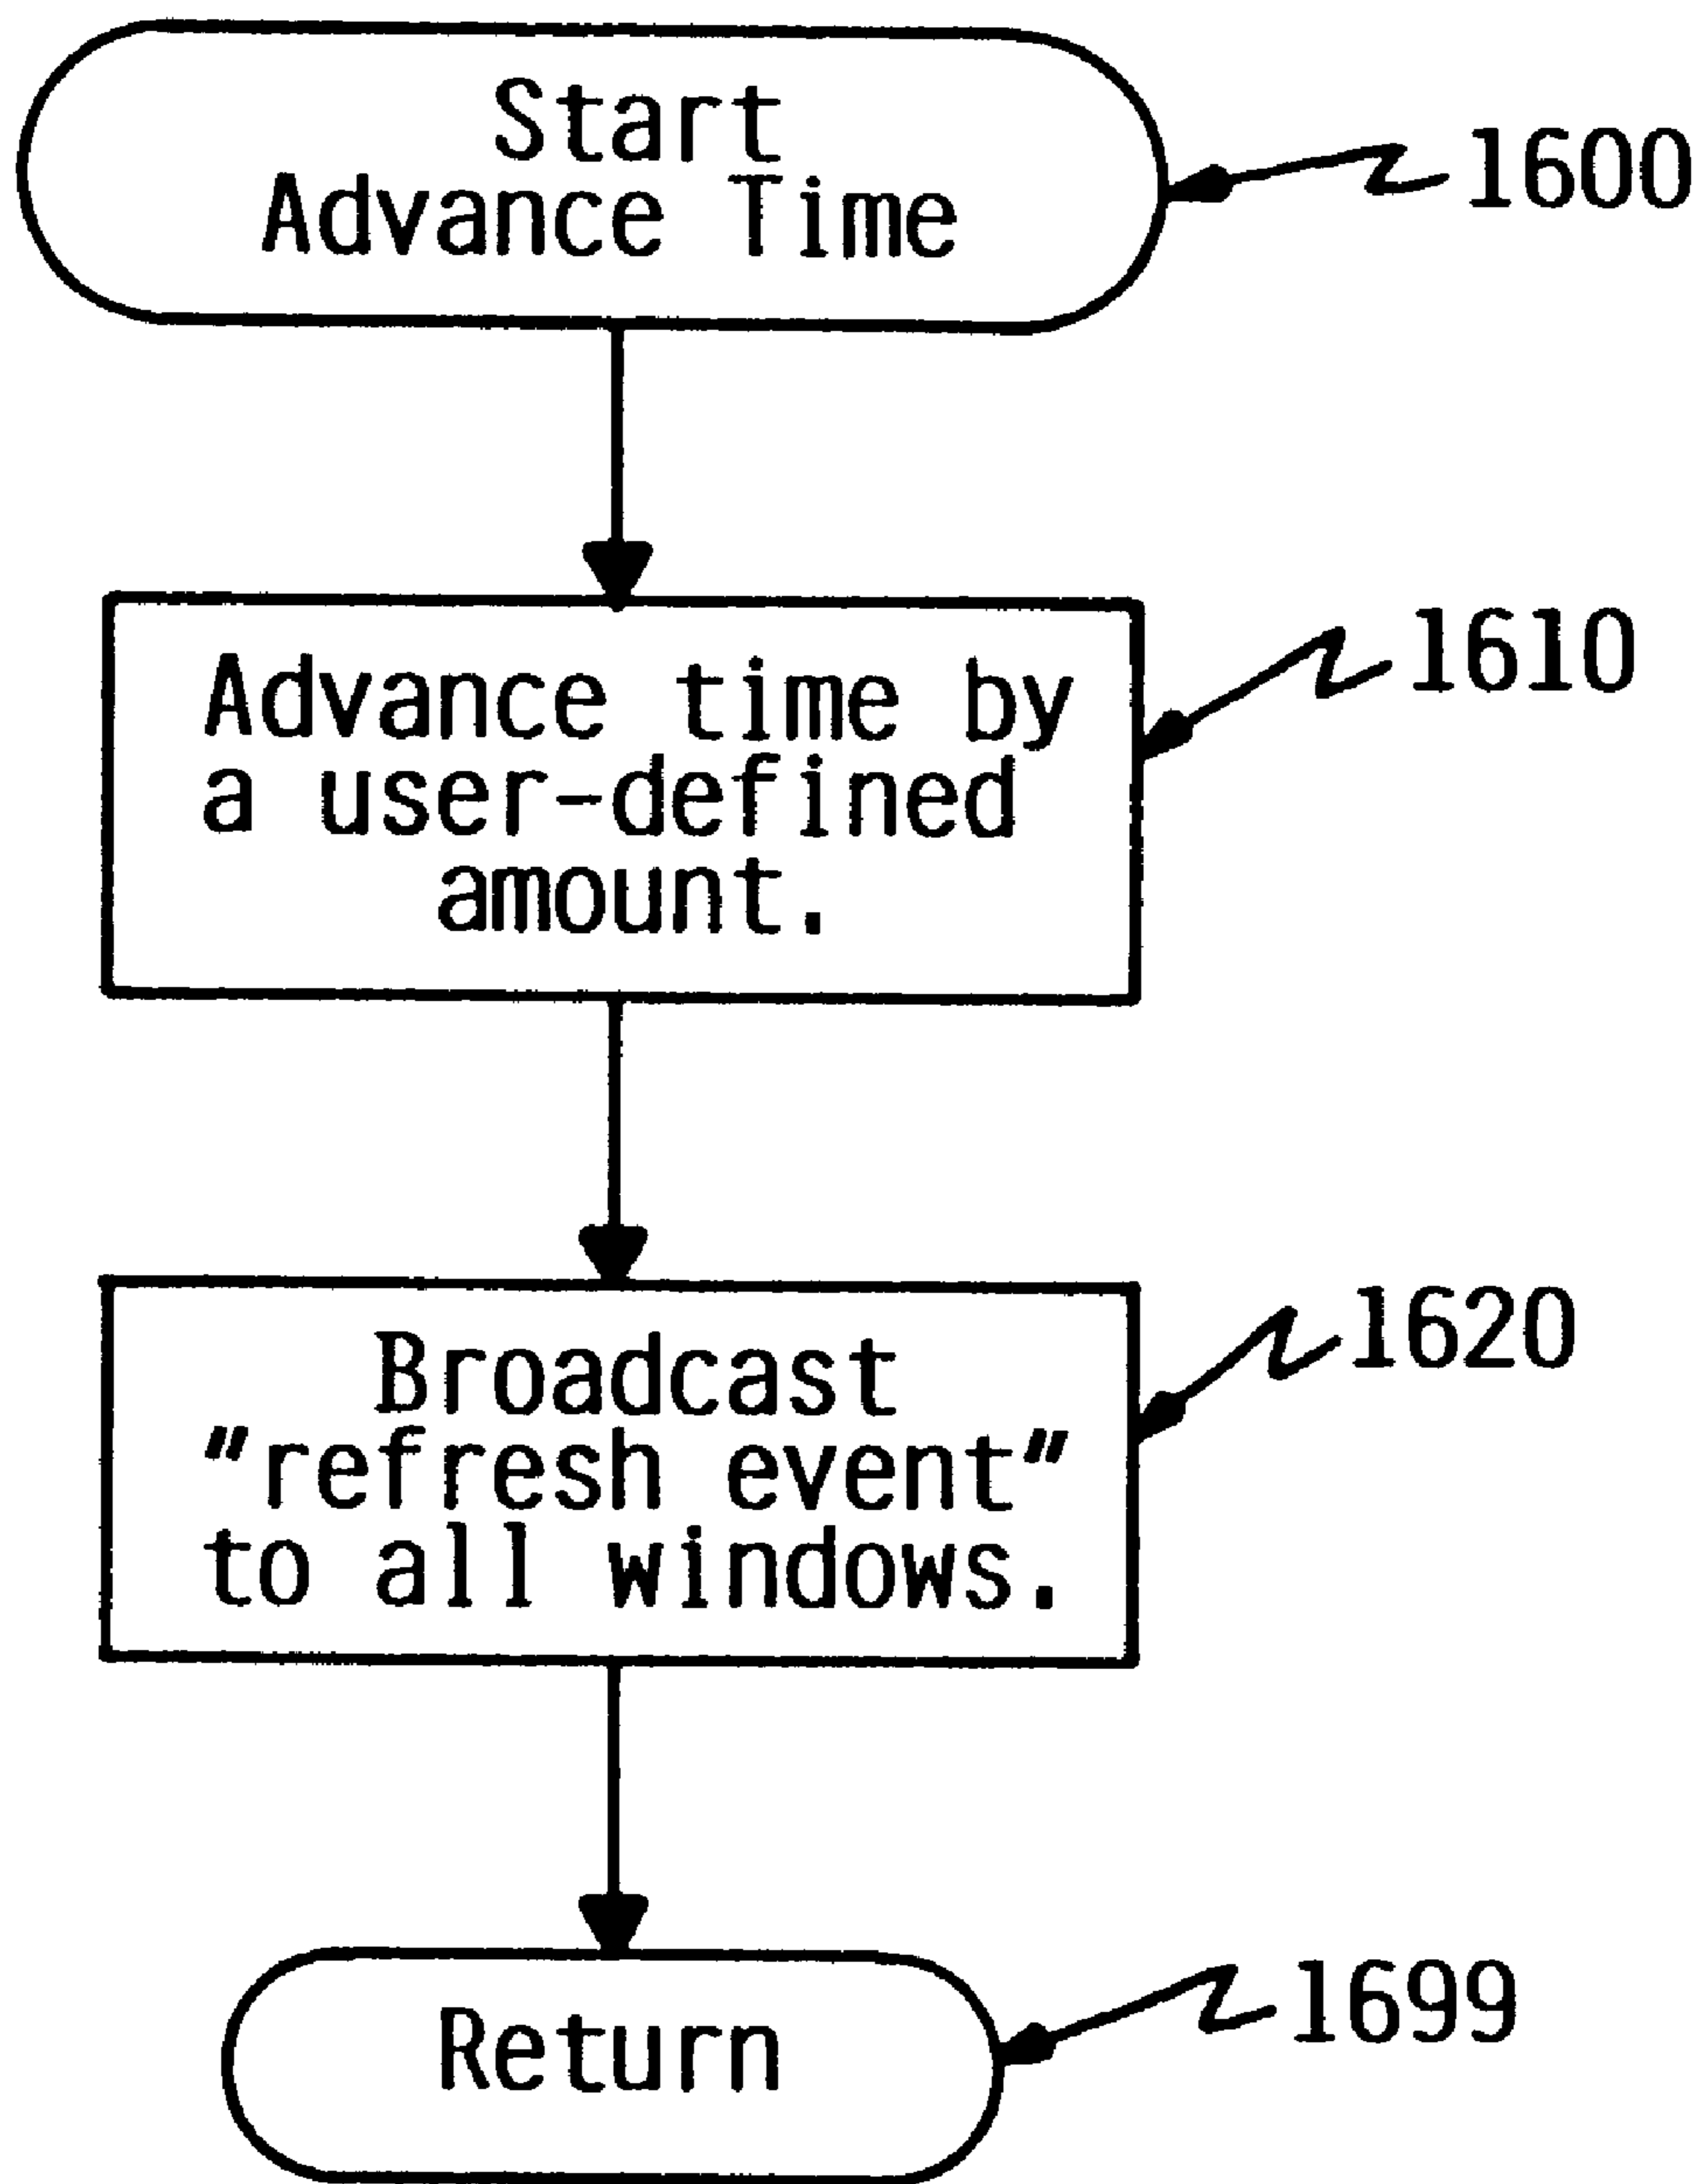 Start
Advance Time
1600
Advance time by
a user-defined
amount.
1610
Broadcast
"refresh event"
to all windows.
1620
Return
1699